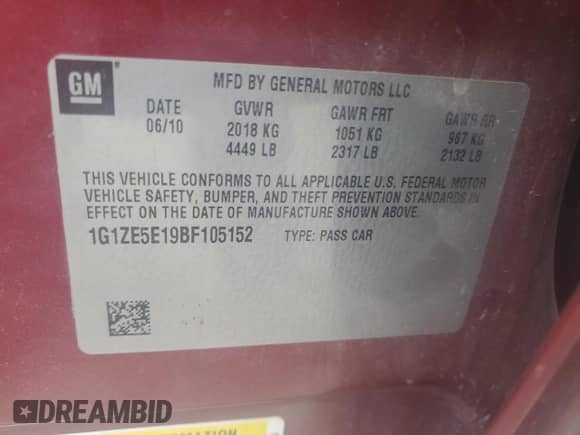 GM
MFD BY GENERAL MOTORS LLC
DATE GVWR GAWR FRT GAWR RR
06/10 2018 KG 1051 KG 967 KG
4449 LB 2317 LB 2132 LB
THIS VEHICLE CONFORMS TO ALL APPLICABLE U.S. FEDERAL MOTOR
VEHICLE SAFETY, BUMPER, AND THEFT PREVENTION STANDARDS IN
EFFECT ON THE DATE OF MANUFACTURE SHOWN ABOVE.
1G1ZE5E19BF105152 TYPE: PASS CAR
DREAMBID